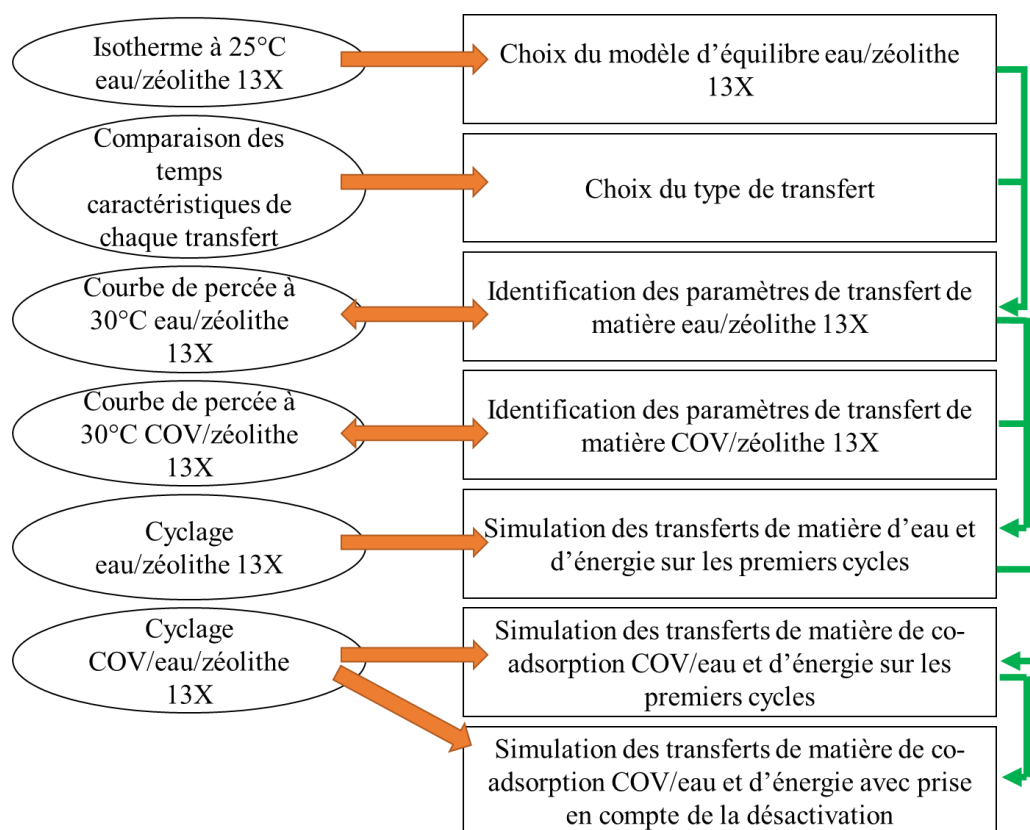 Isotherme à 25°C
eau/zéolithe 13X
Choix du modèle d'équilibre eau/zéolithe
13X
Comparaison des
temps
caractéristiques de
chaque transfert
Choix du type de transfert
Courbe de percée à
30°C eau/zéolithe
13X
Identification des paramètres de transfert de
matière eau/zéolithe 13X
Courbe de percée à
30°C COV/zéolithe
13X
Identification des paramètres de transfert de
matière COV/zéolithe 13X
Cyclage
eau/zéolithe 13X
Simulation des transferts de matière d'eau et
d'énergie sur les premiers cycles
Cyclage
COV/eau/zéolithe
13X
Simulation des transferts de matière de co-
adsorption COV/eau et d'énergie sur les
premiers cycles
Simulation des transferts de matière de co-
adsorption COV/eau et d'énergie avec prise
en compte de la désactivation